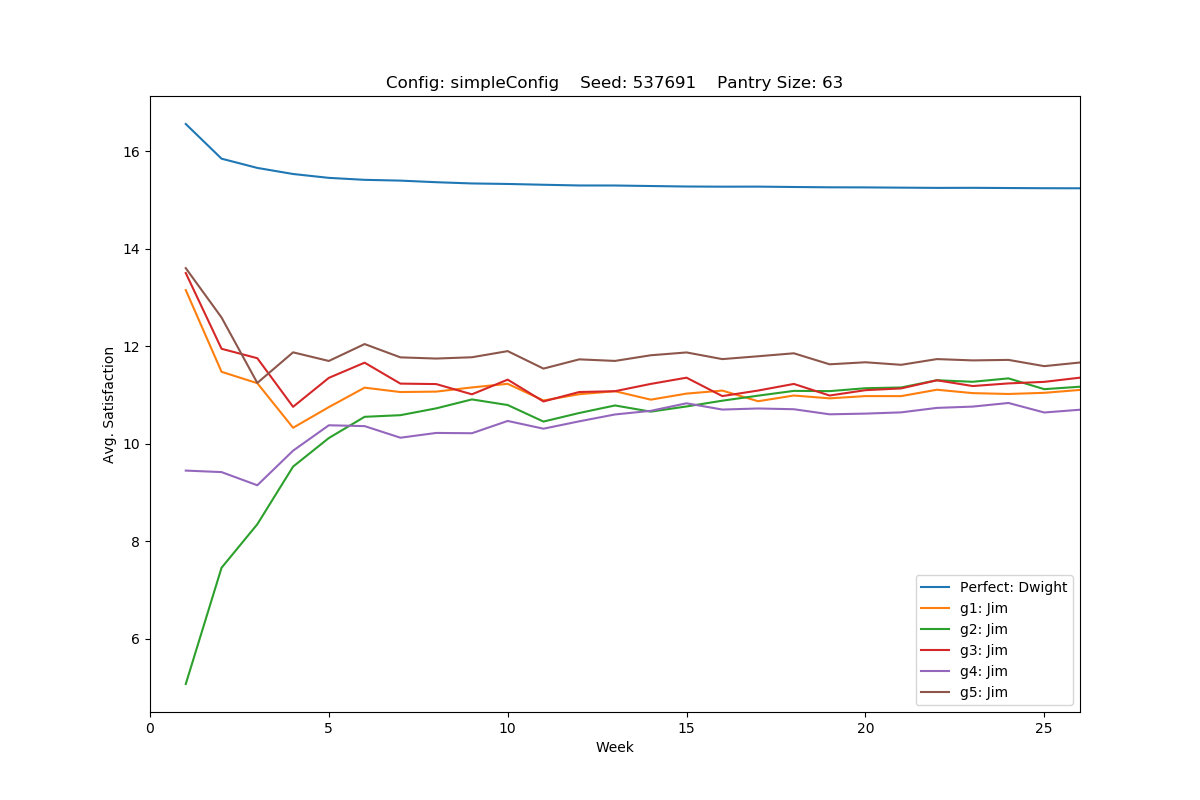 Config: simpleConfig    Seed: 537691    Pantry Size: 63
16
14
12
10
8
6
Avg. Satisfaction
0
5
10
15
20
25
Week
Perfect: Dwight
g1: Jim
g2: Jim
g3: Jim
g4: Jim
g5: Jim